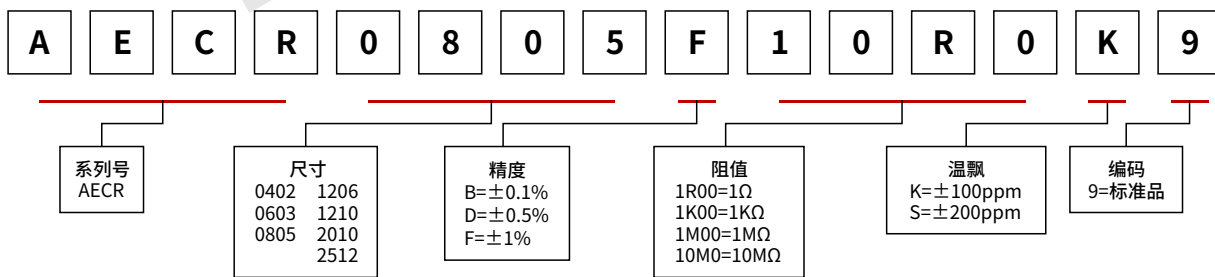 A E C R 0 8 0 5 F 1 0 R 0 K 9
系列号
AECR
尺寸
0402 1206
0603 1210
0805 2010
2512
精度
B=±0.1%
D=±0.5%
F=±1%
阻值
1R00=1Ω
1K00=1KΩ
1M00=1MΩ
10M0=10MΩ
温飘
K=±100ppm
S=±200ppm
编码
9=标准品